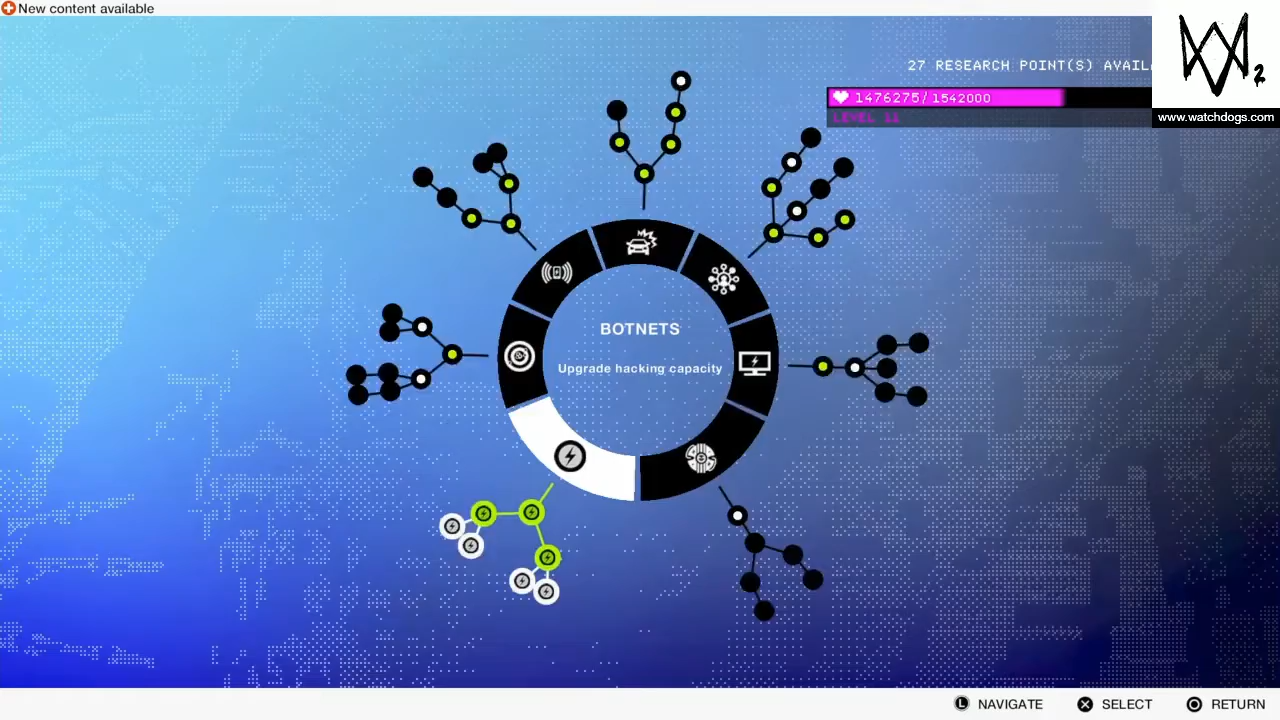 New content available
27 RESEARCH POINT(S) AVAIL
2
1476275/1542000
LEVEL 11
www.watchdogs.com
BOTNETS
Upgrade hacking capacity
L NAVIGATE
SELECT
RETURN